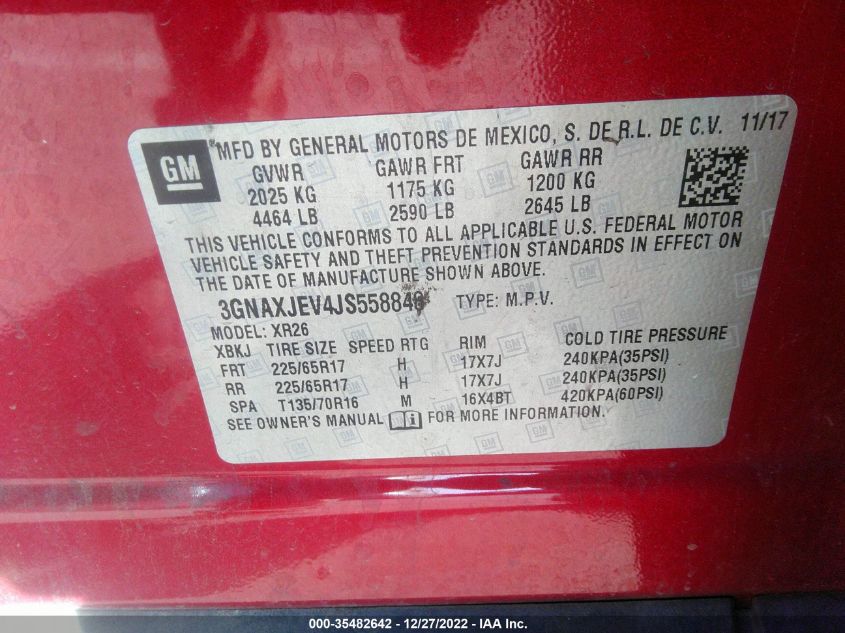 GM
MFD BY GENERAL MOTORS DE MEXICO, S. DE R.L. DE C.V. 11/17
GVWR GAWR FRT GAWR RR
2025 KG 1175 KG 1200 KG
4464 LB 2590 LB 2645 LB
THIS VEHICLE CONFORMS TO ALL APPLICABLE U.S. FEDERAL MOTOR
VEHICLE SAFETY AND THEFT PREVENTION STANDARDS IN EFFECT ON
THE DATE OF MANUFACTURE SHOWN ABOVE.
3GNAXJEV4JS558848 TYPE: M.P.V.
MODEL: XR26
XBKJ TIRE SIZE SPEED RTG RIM COLD TIRE PRESSURE
FRT 225/65R17 H 17X7J 240KPA(35PSI)
RR 225/65R17 H 17X7J 240KPA(35PSI)
SPA T135/70R16 M 16X4BT 420KPA(60PSI)
SEE OWNER'S MANUAL FOR MORE INFORMATION.
000-35482642 - 12/27/2022 - IAA Inc.